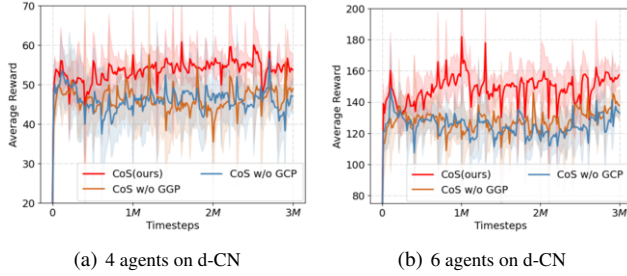 70
60
50
40
30
20
Average Reward
0 1M 2M 3M
Timesteps
CoS(ours)
CoS w/o GGP
CoS w/o GCP
(a) 4 agents on d-CN
200
180
160
140
120
100
80
Average Reward
0 1M 2M 3M
Timesteps
CoS(ours)
CoS w/o GGP
CoS w/o GCP
(b) 6 agents on d-CN